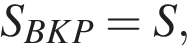 S_{BKP} = S,